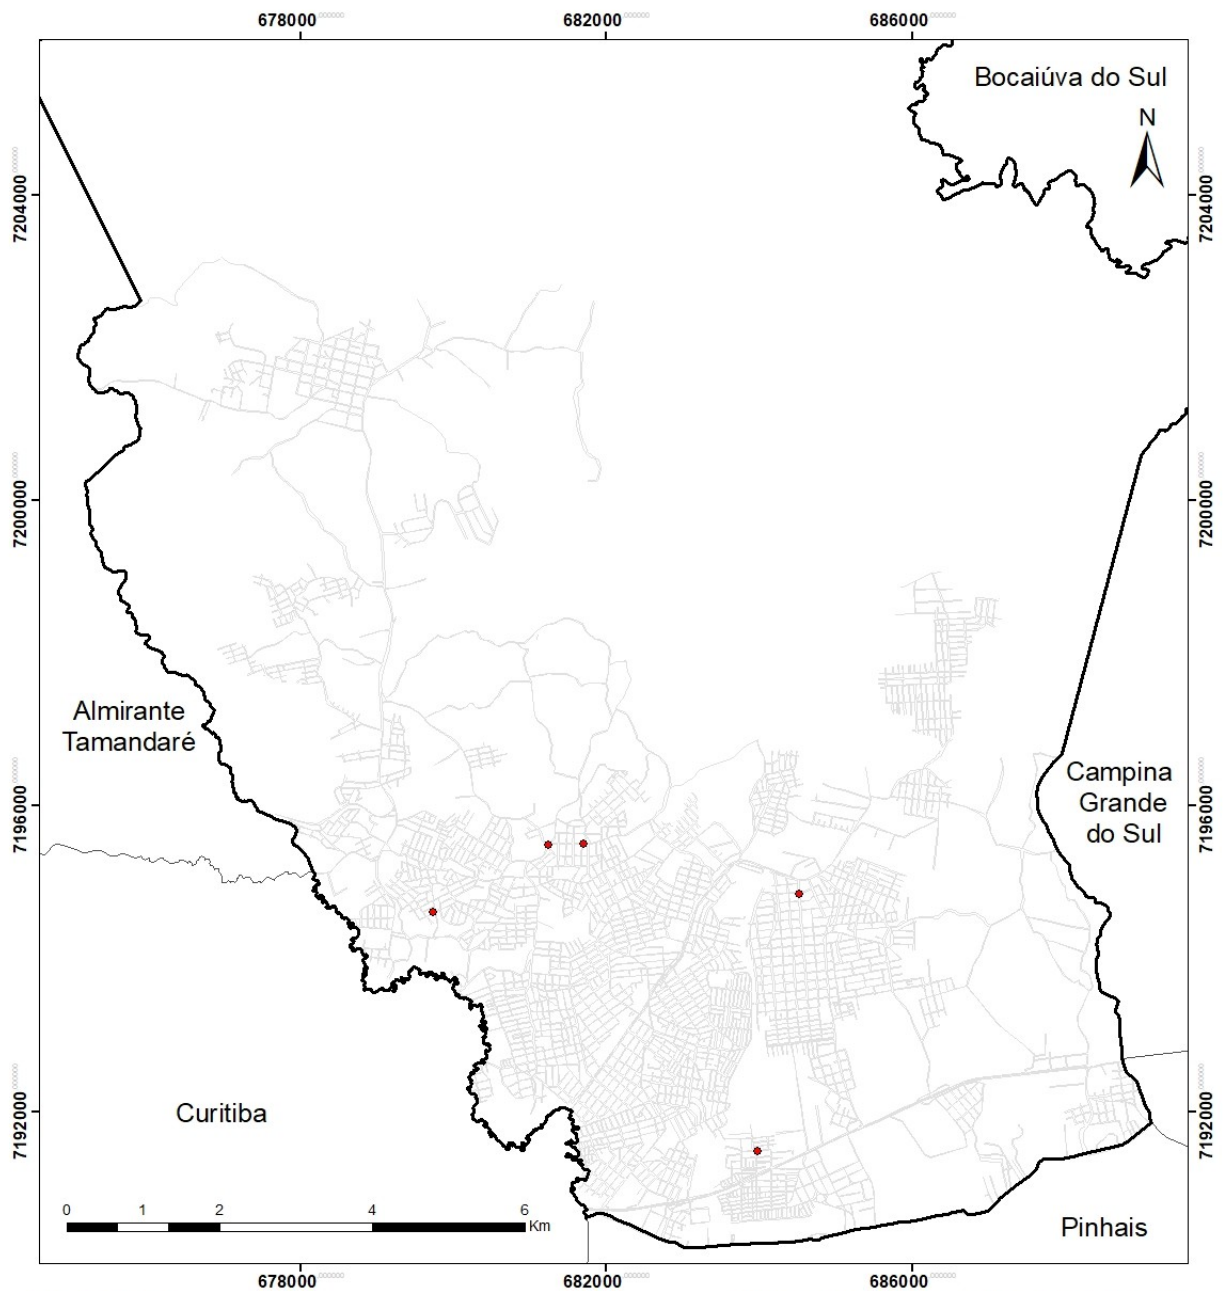 678000 682000 686000
Bocaiúva do Sul
N
7204000 7204000
7200000 7200000
Almirante
Tamandaré
Campina
Grande
do Sul
7196000 7196000
Curitiba
7192000 7192000
0 1 2 4 6
Km
Pinhais
678000 682000 686000